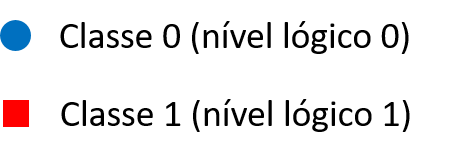 Classe 0 (nível lógico 0)
Classe 1 (nível lógico 1)